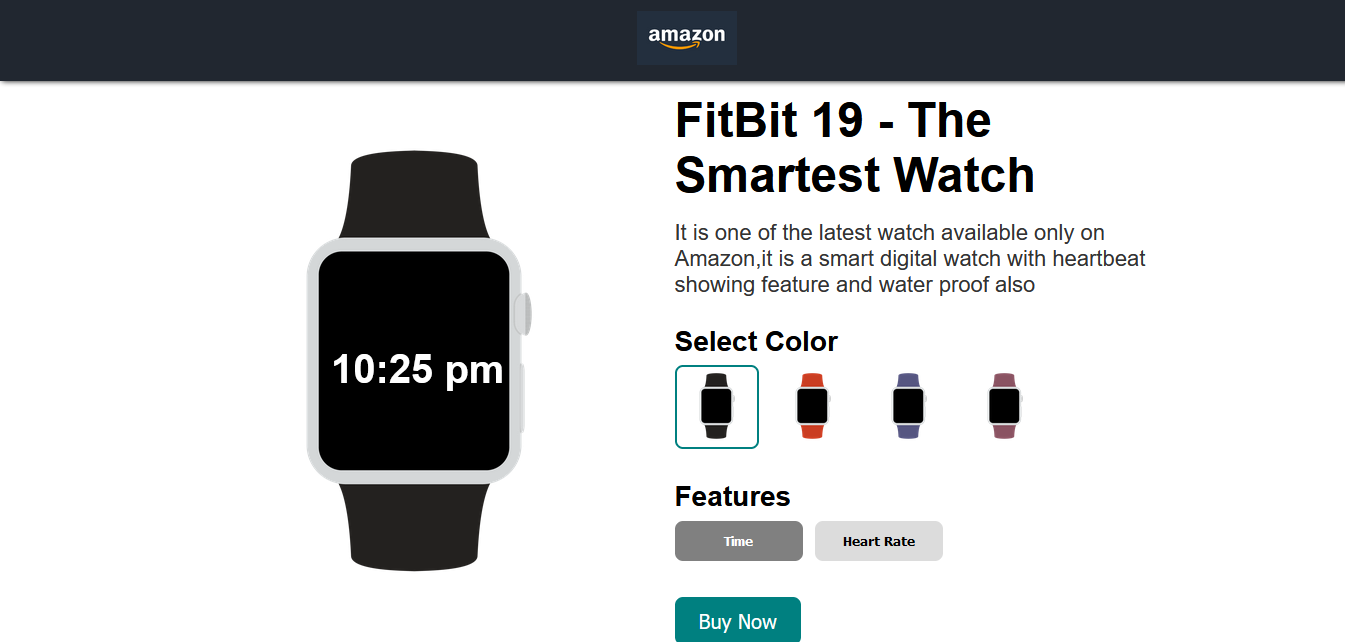 amazon
FitBit 19 - The
Smartest Watch
It is one of the latest watch available only on
Amazon,it is a smart digital watch with heartbeat
showing feature and water proof also
10:25 pm
Select Color
Features
Time
Heart Rate
Buy Now